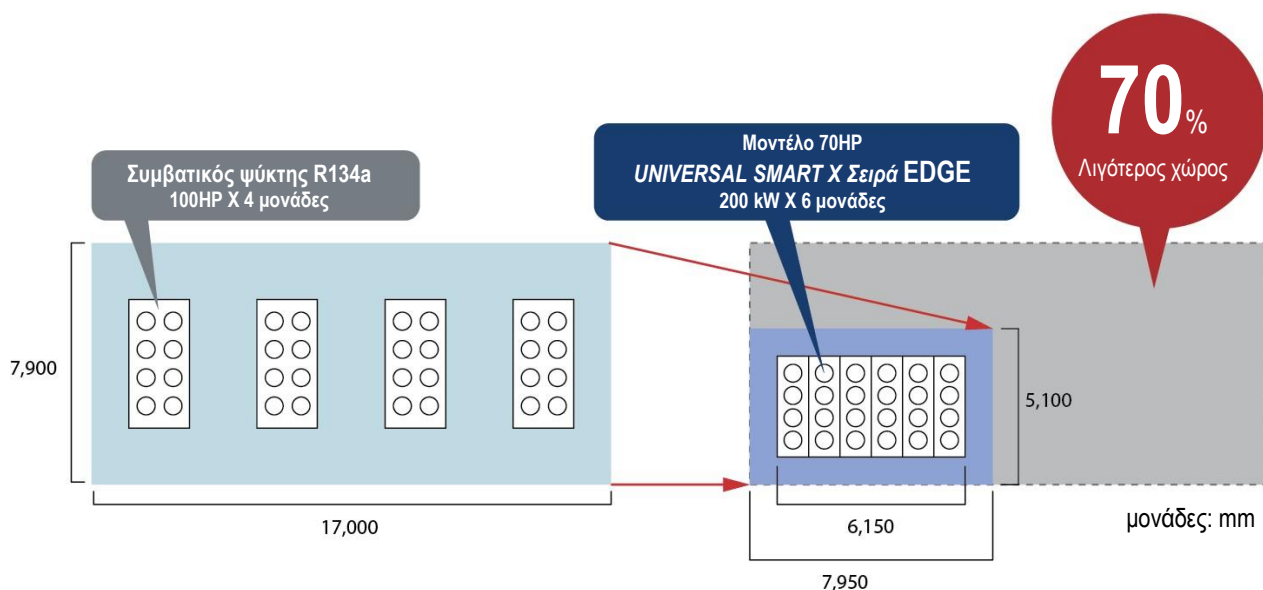 70%
Λιγότερος χώρος
Μοντέλο 70HP
UNIVERSAL SMART X Σειρά EDGE
200 kW X 6 μονάδες
Συμβατικός ψύκτης R134a
100HP X 4 μονάδες
7,900
17,000
5,100
6,150
7,950
μονάδες: mm